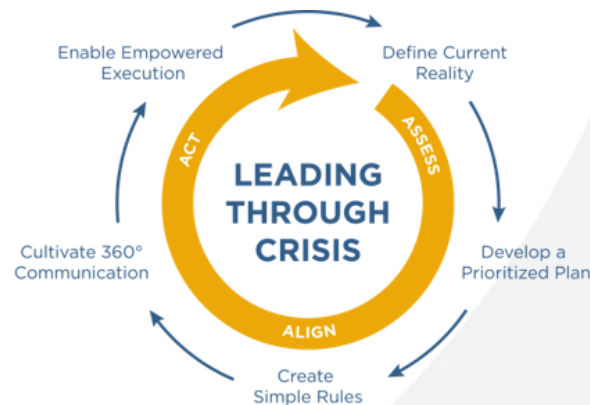 Enable Empowered
Execution
Define Current
Reality
ACT
ASSESS
LEADING
THROUGH
CRISIS
Cultivate 360°
Communication
Develop a
Prioritized Plan
ALIGN
Create
Simple Rules